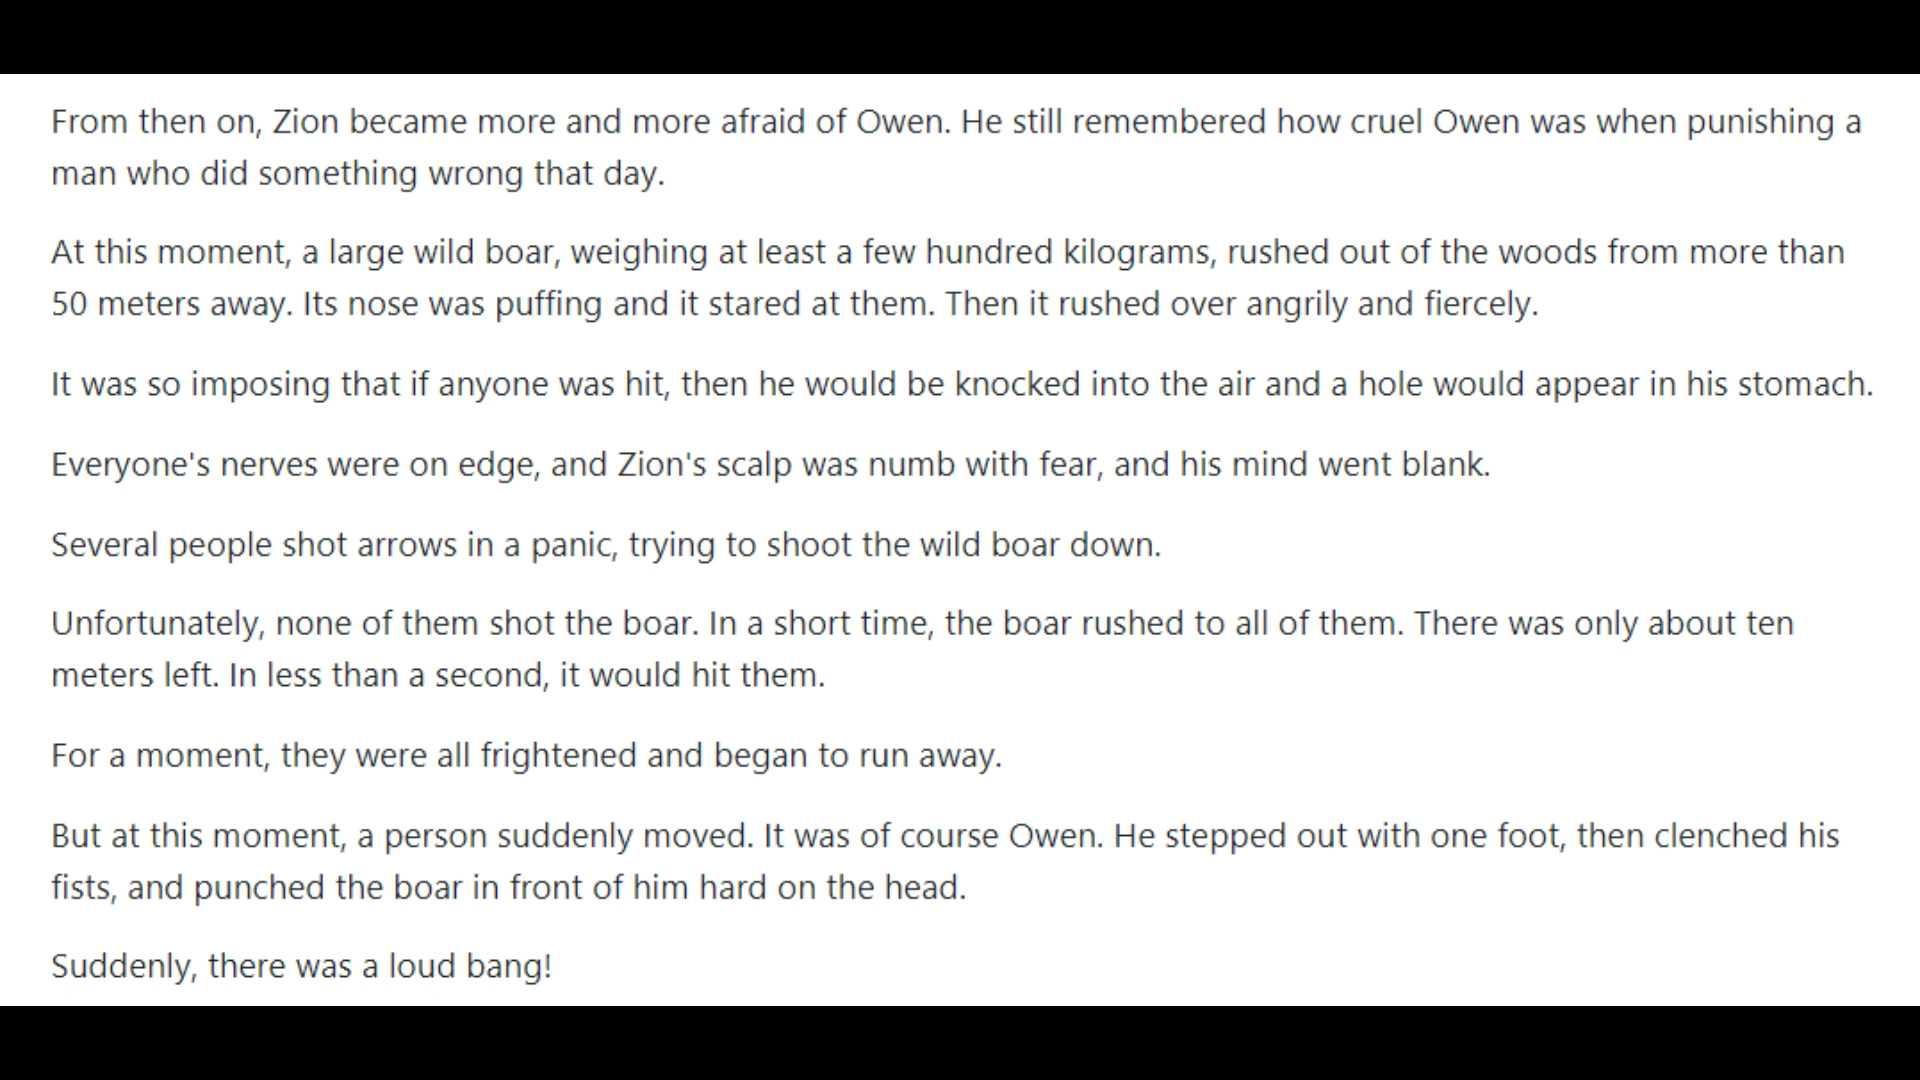 From then on, Zion became more and more afraid of Owen. He still remembered how cruel Owen was when punishing a
man who did something wrong that day.
At this moment, a large wild boar, weighing at least a few hundred kilograms, rushed out of the woods from more than
50 meters away. Its nose was puffing and it stared at them. Then it rushed over angrily and fiercely.
It was so imposing that if anyone was hit, then he would be knocked into the air and a hole would appear in his stomach.
Everyone's nerves were on edge, and Zion's scalp was numb with fear, and his mind went blank.
Several people shot arrows in a panic, trying to shoot the wild boar down.
Unfortunately, none of them shot the boar. In a short time, the boar rushed to all of them. There was only about ten
meters left. In less than a second, it would hit them.
For a moment, they were all frightened and began to run away.
But at this moment, a person suddenly moved. It was of course Owen. He stepped out with one foot, then clenched his
fists, and punched the boar in front of him hard on the head.
Suddenly, there was a loud bang!